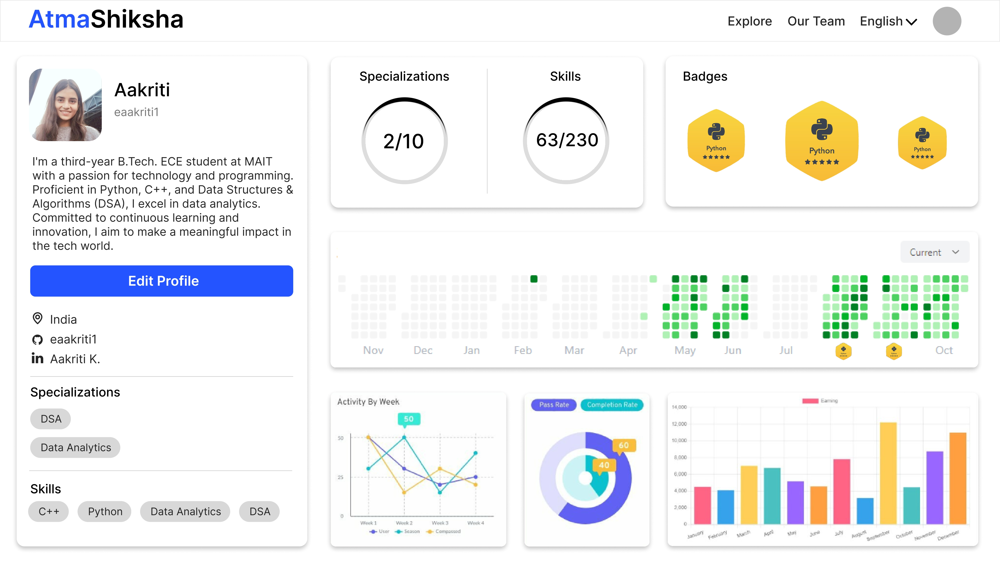 AtmaShiksha
Explore Our Team English
Aakriti
eaakriti1
I'm a third-year B.Tech. ECE student at MAIT
with a passion for technology and programming.
Proficient in Python, C++, and Data Structures &
Algorithms (DSA), I excel in data analytics.
Committed to continuous learning and
innovation, I aim to make a meaningful impact in
the tech world.
Edit Profile
India
eaakriti1
in Aakriti K.
Specializations
DSA
Data Analytics
Skills
C++ Python Data Analytics DSA
Specializations
2/10
Skills
63/230
Badges
Python
Python
Python
Current
Nov Dec Jan Feb Mar Apr May Jun Jul Oct
Python
Python
Activity By Week
50
50
25
0
Week 1 Week 2 Week 3 Week 4
User Season Compassed
Pass Rate Completion Rate
60
40
Earning
14,000
12,000
10,000
8,000
6,000
4,000
2,000
0
January February March April May June July August September October November December